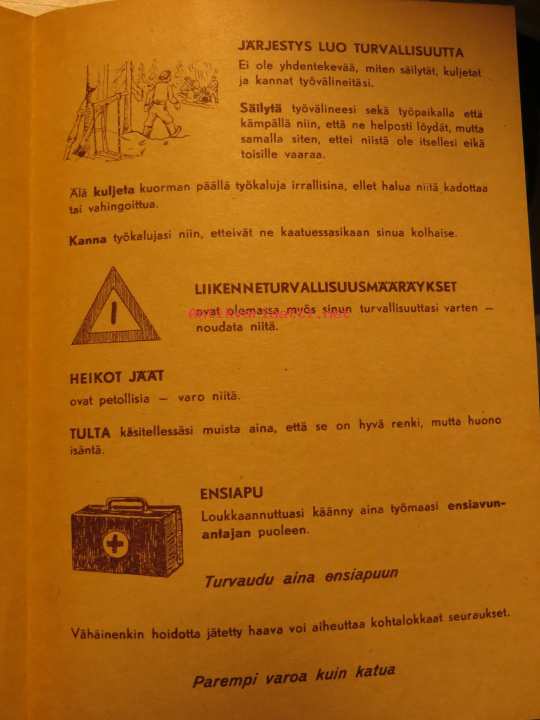 JÄRJESTYS LUO TURVALLISUUTTA
Ei ole yhdentekevää, miten säilytät, kuljetat
ja kannat työvälineitäsi.
Säilytä työvälineesi sekä työpaikalla että
kämpällä niin, että ne helposti löydät, mutta
samalla siten, ettei niistä ole itsellesi eikä
toisille vaaraa.
Älä kuljeta kuorman päällä työkaluja irrallisina, ellet halua niitä kadottaa
tai vahingoittua.
Kanna työkalujasi niin, etteivät ne kaatuessasikaan sinua kolhaise.
LIIKENNETURVALLISUUSMÄÄRÄYKSET
ovat olemassa myös sinun turvallisuuttasi varten —
noudata niitä.
HEIKOT JÄÄT
ovat petollisia — varo niitä.
TULTA käsitellessäsi muista aina, että se on hyvä renki, mutta huono
isäntä.
ENSIAPU
Loukkaannuttuasi käänny aina työmaasi ensiavun-
antajan puoleen.
Turvaudu aina ensiapuun
Vähäinenkin hoidotta jätetty haava voi aiheuttaa kohtalokkaat seuraukset.
Parempi varoa kuin katua